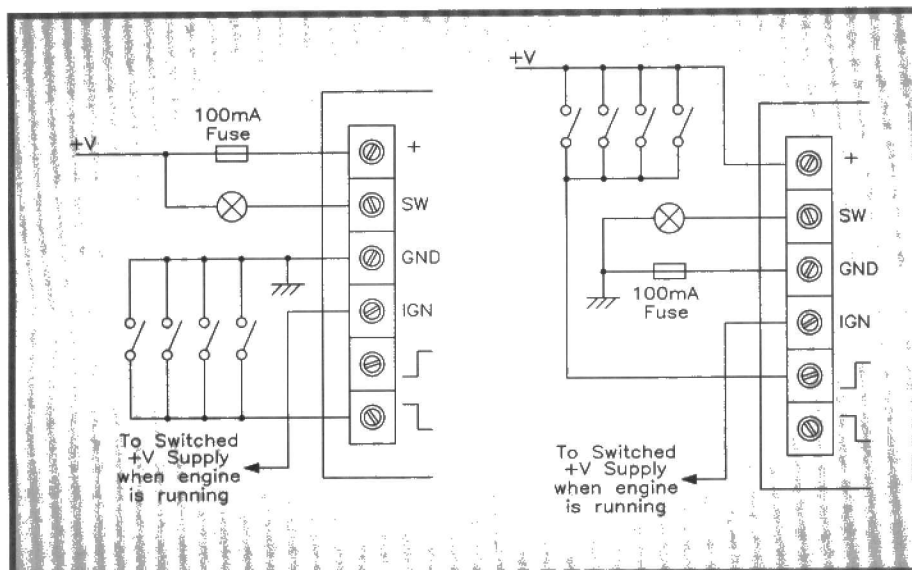 100mA
Fuse
+V
+
SW
GND
IGN
To Switched
+V Supply
when engine
is running
+V
+
SW
GND
100mA
Fuse
IGN
To Switched
+V Supply
when engine
is running